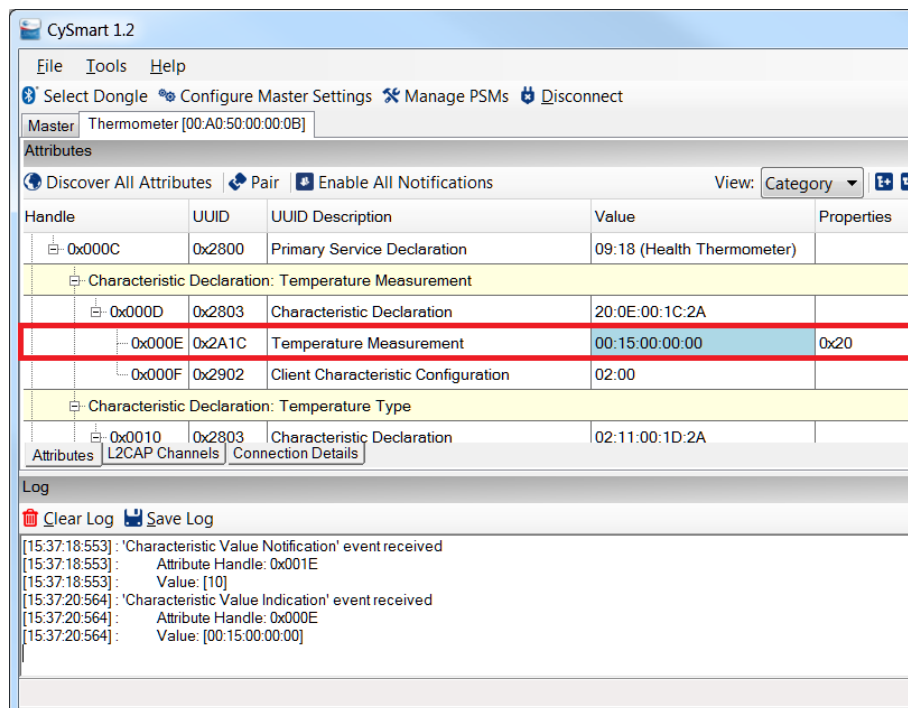 CySmart 1.2
File Tools Help
Select Dongle Configure Master Settings Manage PSMs Disconnect
Master Thermometer [00:A0:50:00:00:0B]
Attributes
Discover All Attributes Pair Enable All Notifications View: Category
Handle UUID UUID Description Value Properties
0x000C 0x2800 Primary Service Declaration 09:18 (Health Thermometer)
Characteristic Declaration: Temperature Measurement
0x000D 0x2803 Characteristic Declaration 20:0E:00:1C:2A
0x000E 0x2A1C Temperature Measurement 00:15:00:00:00 0x20
0x000F 0x2902 Client Characteristic Configuration 02:00
Characteristic Declaration: Temperature Type
0x0010 0x2803 Characteristic Declaration 02:11:00:1D:2A
Attributes L2CAP Channels Connection Details
Log
Clear Log Save Log
[15:37:18:553] : 'Characteristic Value Notification' event received
[15:37:18:553] : Attribute Handle: 0x001E
[15:37:18:553] : Value: [10]
[15:37:20:564] : 'Characteristic Value Indication' event received
[15:37:20:564] : Attribute Handle: 0x000E
[15:37:20:564] : Value: [00:15:00:00:00]